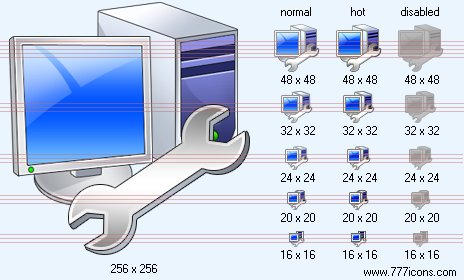 normal hot disabled
48 x 48 48 x 48 48 x 48
32 x 32 32 x 32 32 x 32
24 x 24 24 x 24 24 x 24
20 x 20 20 x 20 20 x 20
16 x 16 16 x 16 16 x 16
256 x 256
www.777icons.com